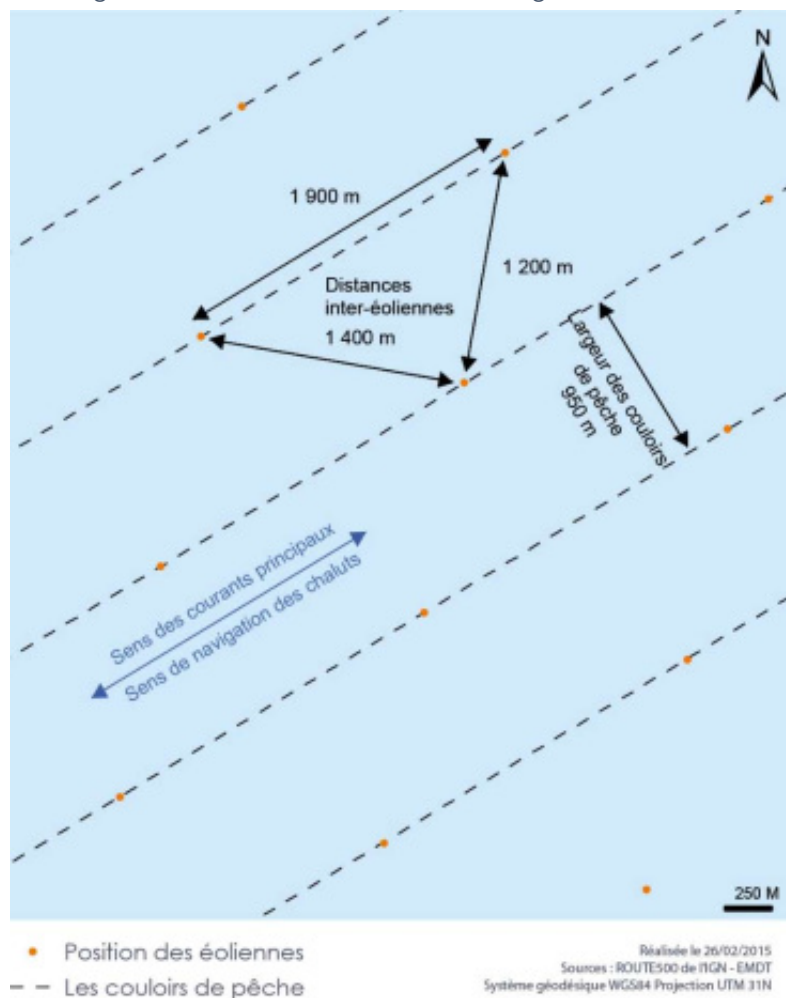 N
1 900 m
1 200 m
Distances
inter-éoliennes
1 400 m
Largeur des couloirs
de pêche
950 m
Sens des courants principaux
Sens de navigation des chaluts
250 M
Position des éoliennes
Les couloirs de pêche
Réalisée le 26/02/2015
Sources : ROUTE500 de l'IGN - EMDT
Système géodésique WGS84 Projection UTM 31N